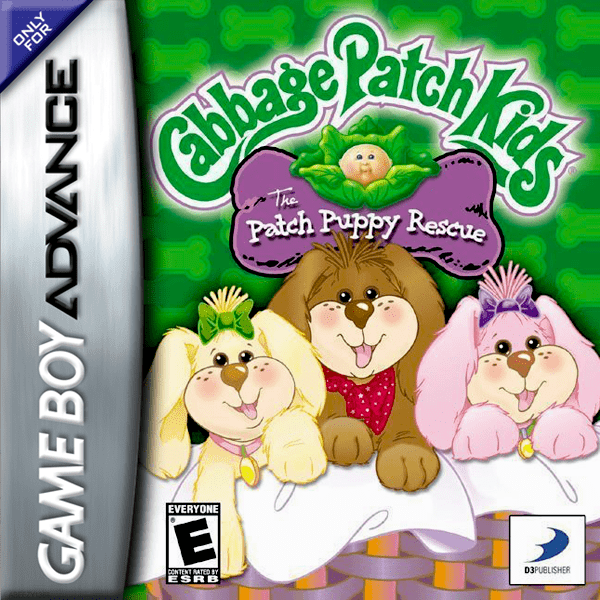 ONLY
FOR
GAME BOY ADVANCE
Cabbage Patch Kids
The
Patch Puppy Rescue
EVERYONE
E
CONTENT RATED BY
ESRB
D3PUBLISHER